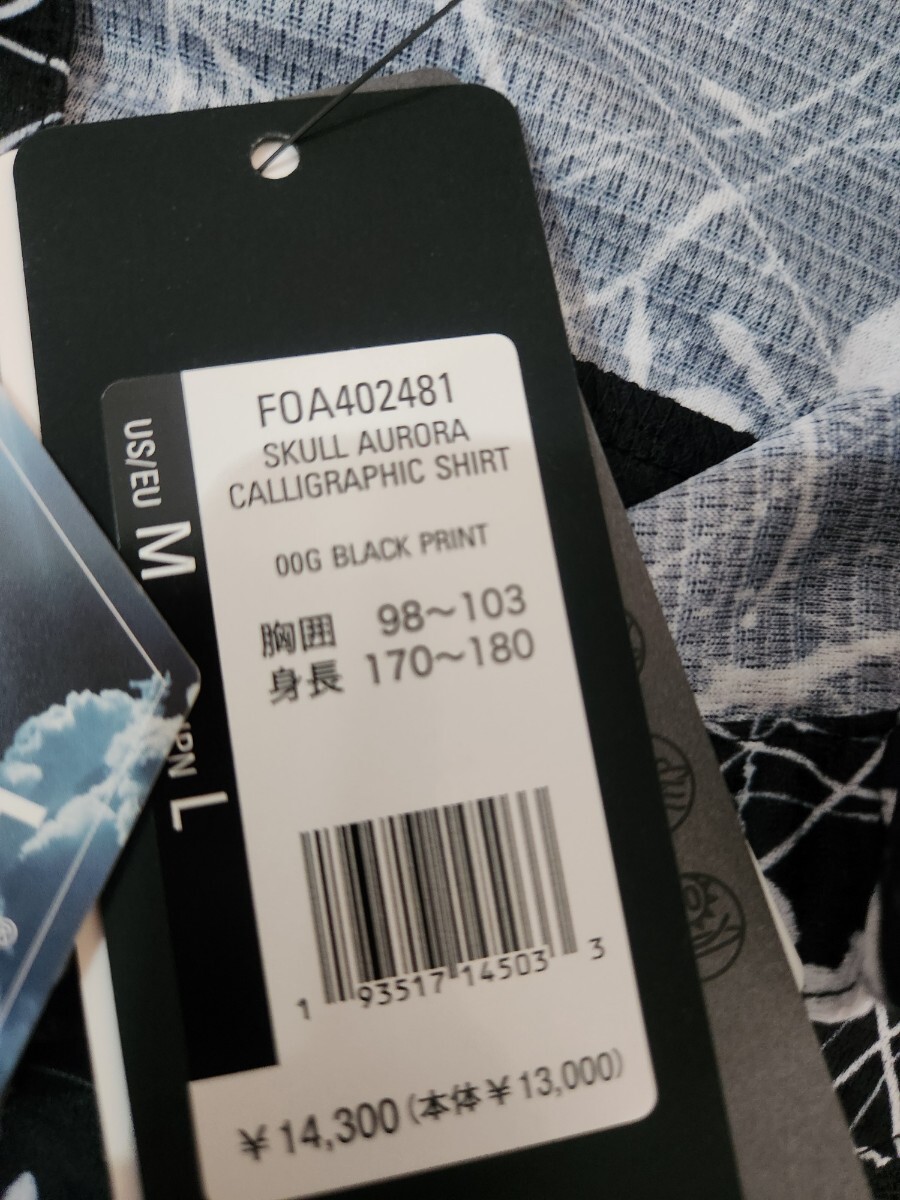 FOA402481
SKULL AURORA
CALLIGRAPHIC SHIRT
00G BLACK PRINT
胸囲 98〜103
身長 170〜180
US/EU M
JPN L
1 93517 14503 3
¥14,300(本体¥13,000)
®